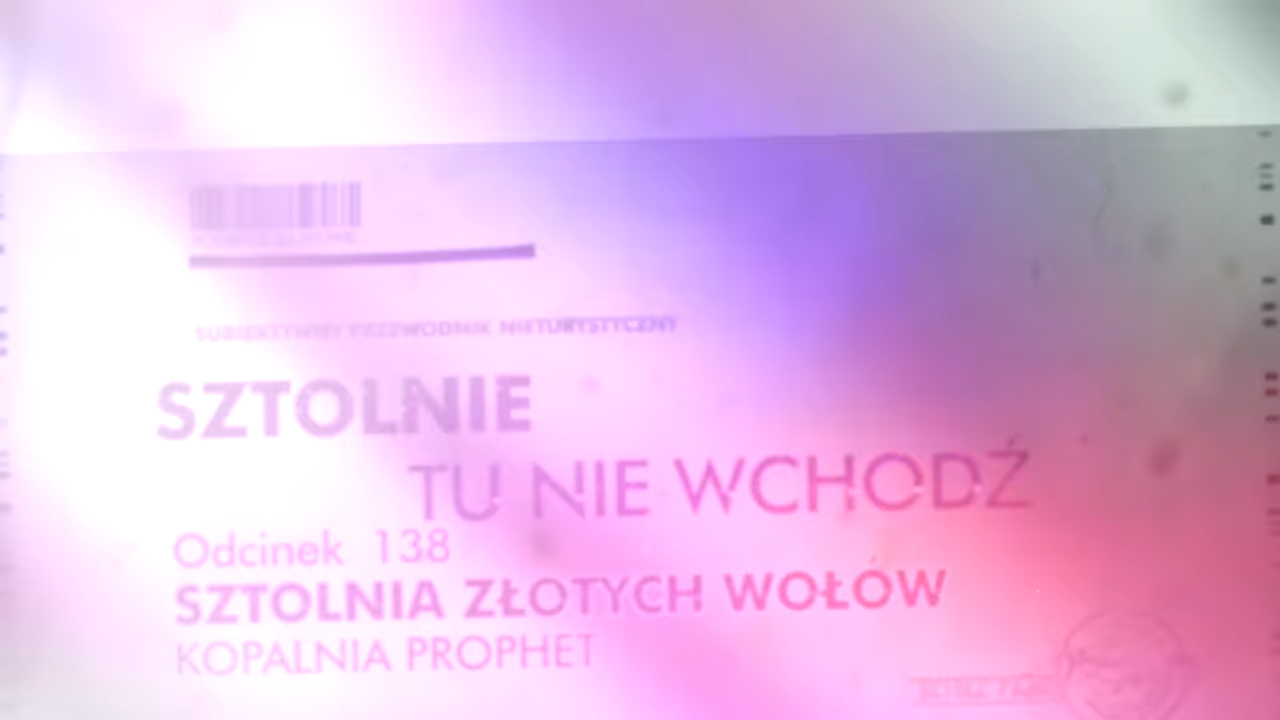 SUBIEKTYWNY PRZEWODNIK NIETURYSTYCZNY
SZTOLNIE
TU NIE WCHODŹ
Odcinek 138
SZTOLNIA ZŁOTYCH WOŁÓW
KOPALNIA PROPHET